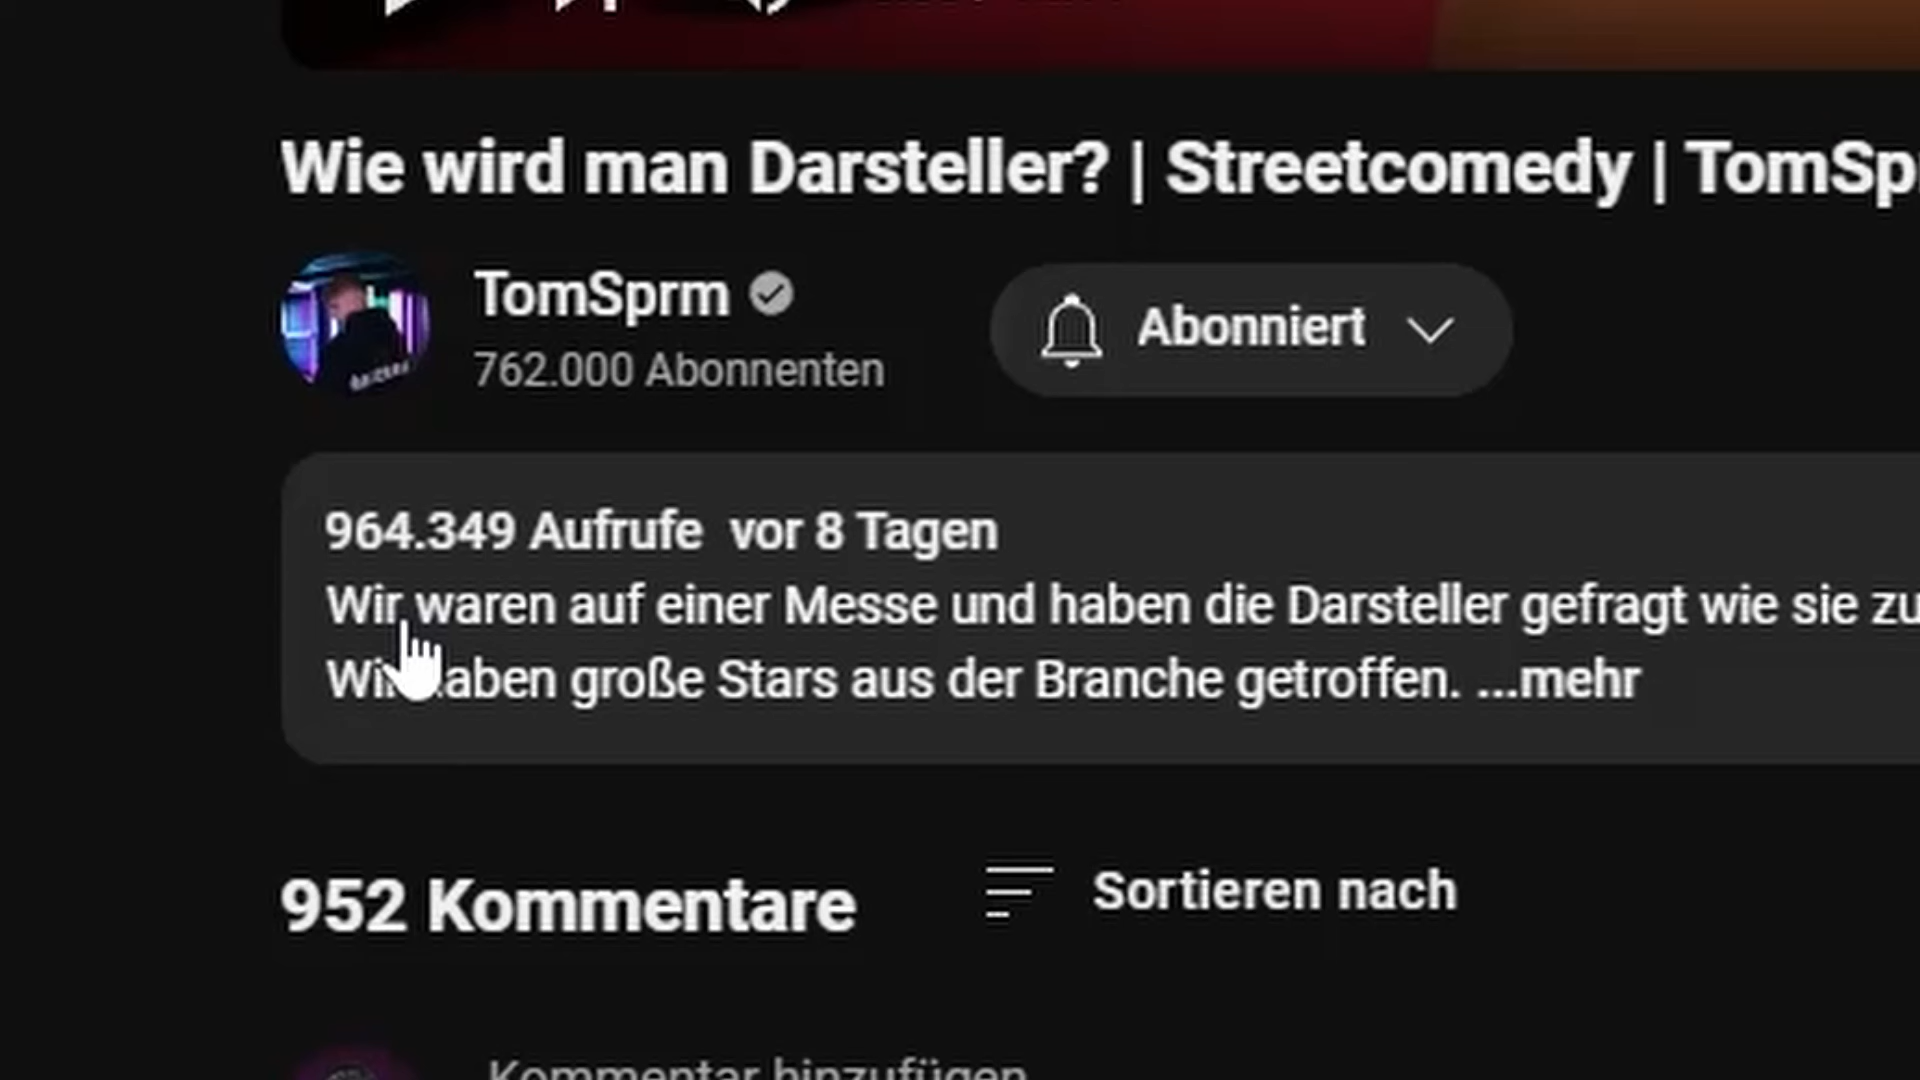 Wie wird man Darsteller? | Streetcomedy | TomSp
TomSprm
762.000 Abonnenten
Abonniert
964.349 Aufrufe vor 8 Tagen
Wir waren auf einer Messe und haben die Darsteller gefragt wie sie zu
Wir haben große Stars aus der Branche getroffen. ...mehr
952 Kommentare
Sortieren nach
Kommentar hinzufügen